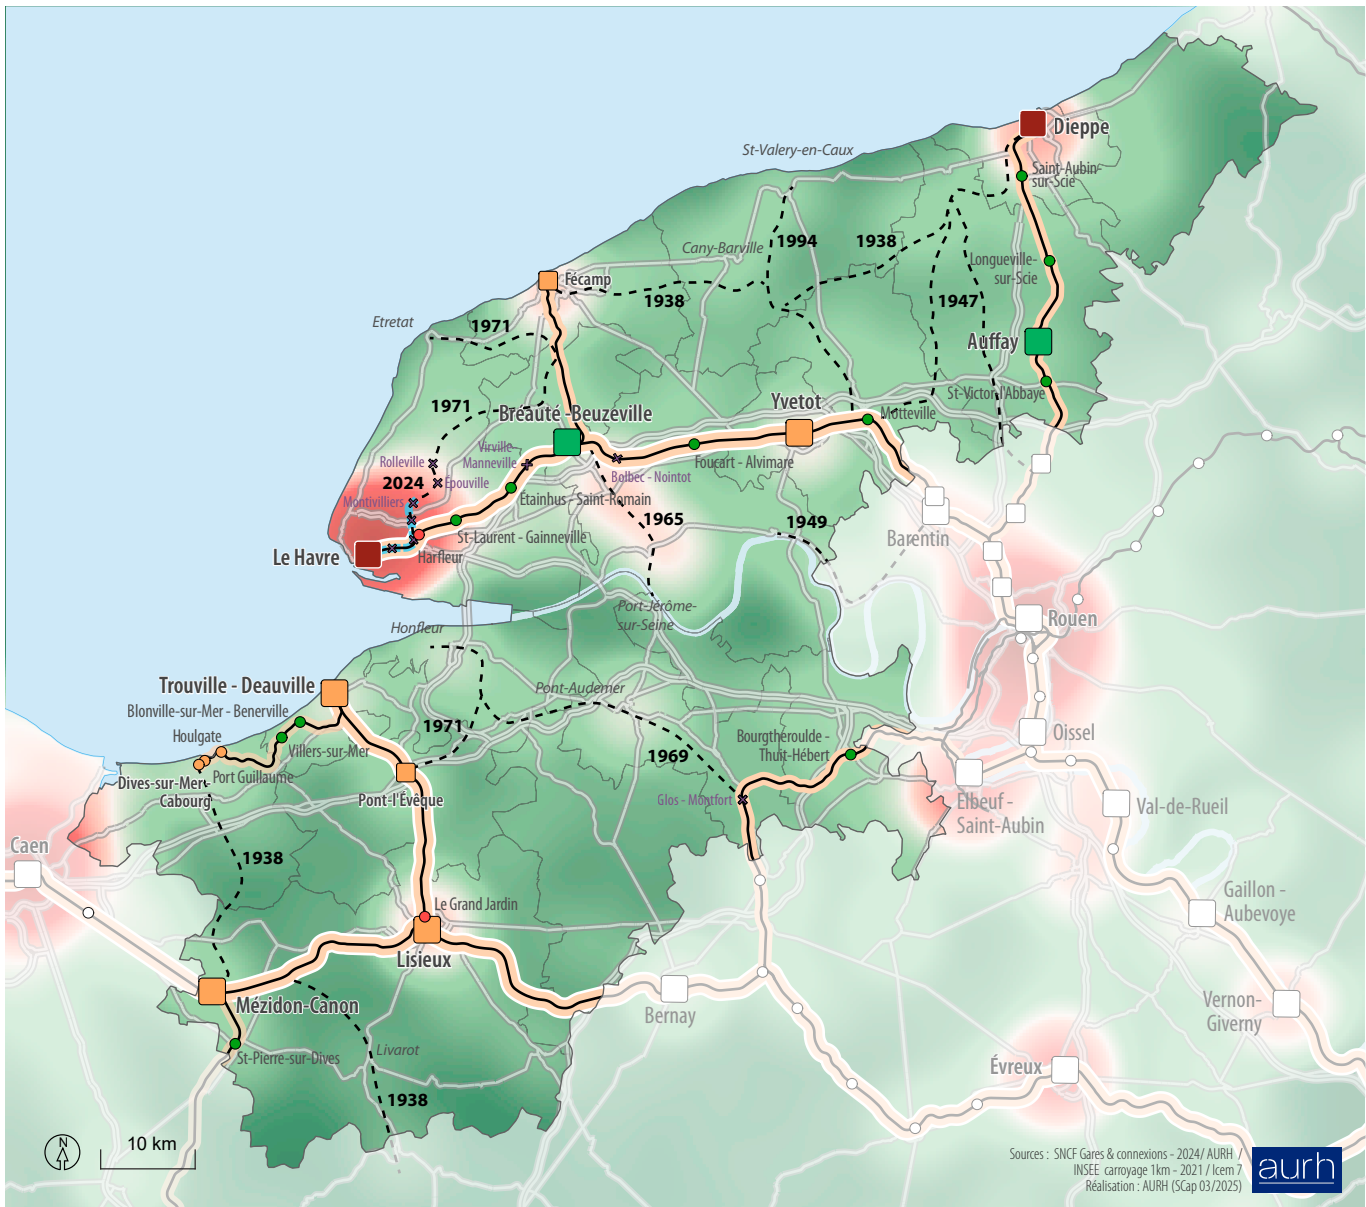 Dieppe
St-Valery-en-Caux
Saint-Aubin-
sur-Scie
1994
1938
Cany-Barville
Longueville-
sur-Scie
Fécamp
1938
1947
Etretat
1971
Auffay
St-Victor-l'Abbaye
1971
Bréauté -Beuzeville
Yvetot
Motteville
Virville-
Manneville
Rolleville
Foucart - Alvimare
Bolbec - Nointot
2024
Épouville
Montivilliers
Etainhus - Saint-Romain
1965
1949
St-Laurent - Gainneville
Barentin
Le Havre
Harfleur
Port-Jérôme-
sur-Seine
Rouen
Honfleur
Trouville - Deauville
Pont-Audemer
Blonville-sur-Mer - Benerville
1971
Houlgate
Villers-sur-Mer
1969
Bourgtheroulde -
Thuit-Hébert
Oissel
Port Guillaume
Dives-sur-Mer-
Cabourg
Pont-l'Évêque
Glos - Montfort
Elbeuf -
Saint-Aubin
Val-de-Rueil
Caen
1938
Le Grand Jardin
Gaillon -
Aubevoye
Lisieux
Mézidon-Canon
Bernay
Vernon-
Giverny
St-Pierre-sur-Dives
Livarot
Évreux
1938
N
10 km
Sources : SNCF Gares & connexions - 2024/ AURH /
INSEE carroyage 1km - 2021 / Icem 7
Réalisation : AURH (SCap 03/2025)
aurh